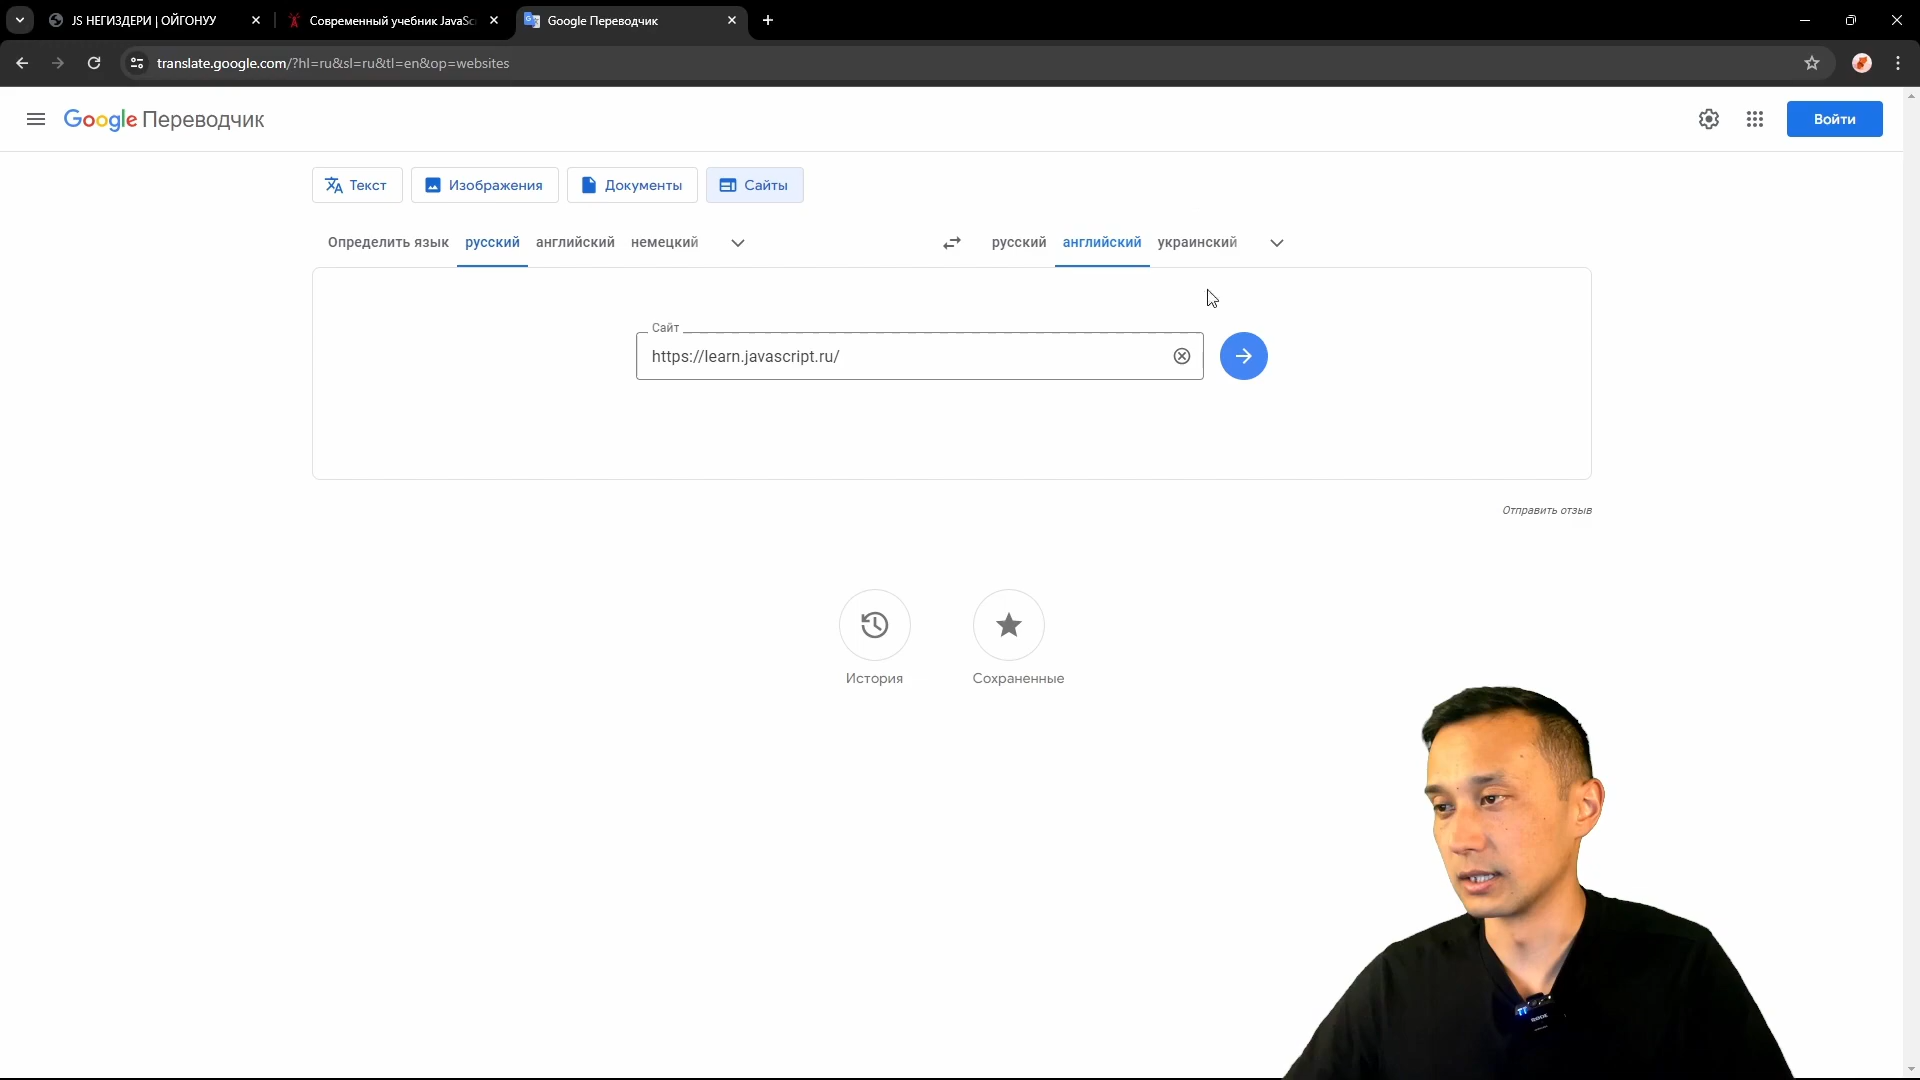 JS НЕГИЗДЕРИ | ОЙГОНУУ
Современный учебник JavaSc
Google Переводчик
translate.google.com/?hl=ru&sl=ru&tl=en&op=websites
Google Переводчик
Войти
Текст
Изображения
Документы
Сайты
Определить язык
русский
английский
немецкий
русский
английский
украинский
Сайт
https://learn.javascript.ru/
Отправить отзыв
История
Сохраненные
RODE